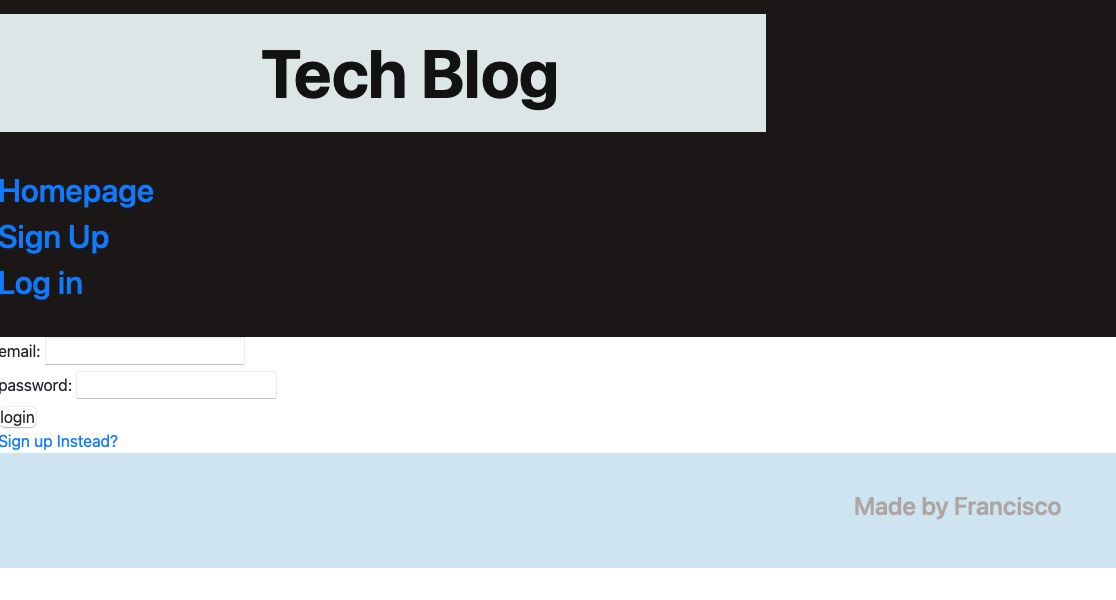 Tech Blog
Homepage
Sign Up
Log in
email:
password:
login
Sign up Instead?
Made by Francisco